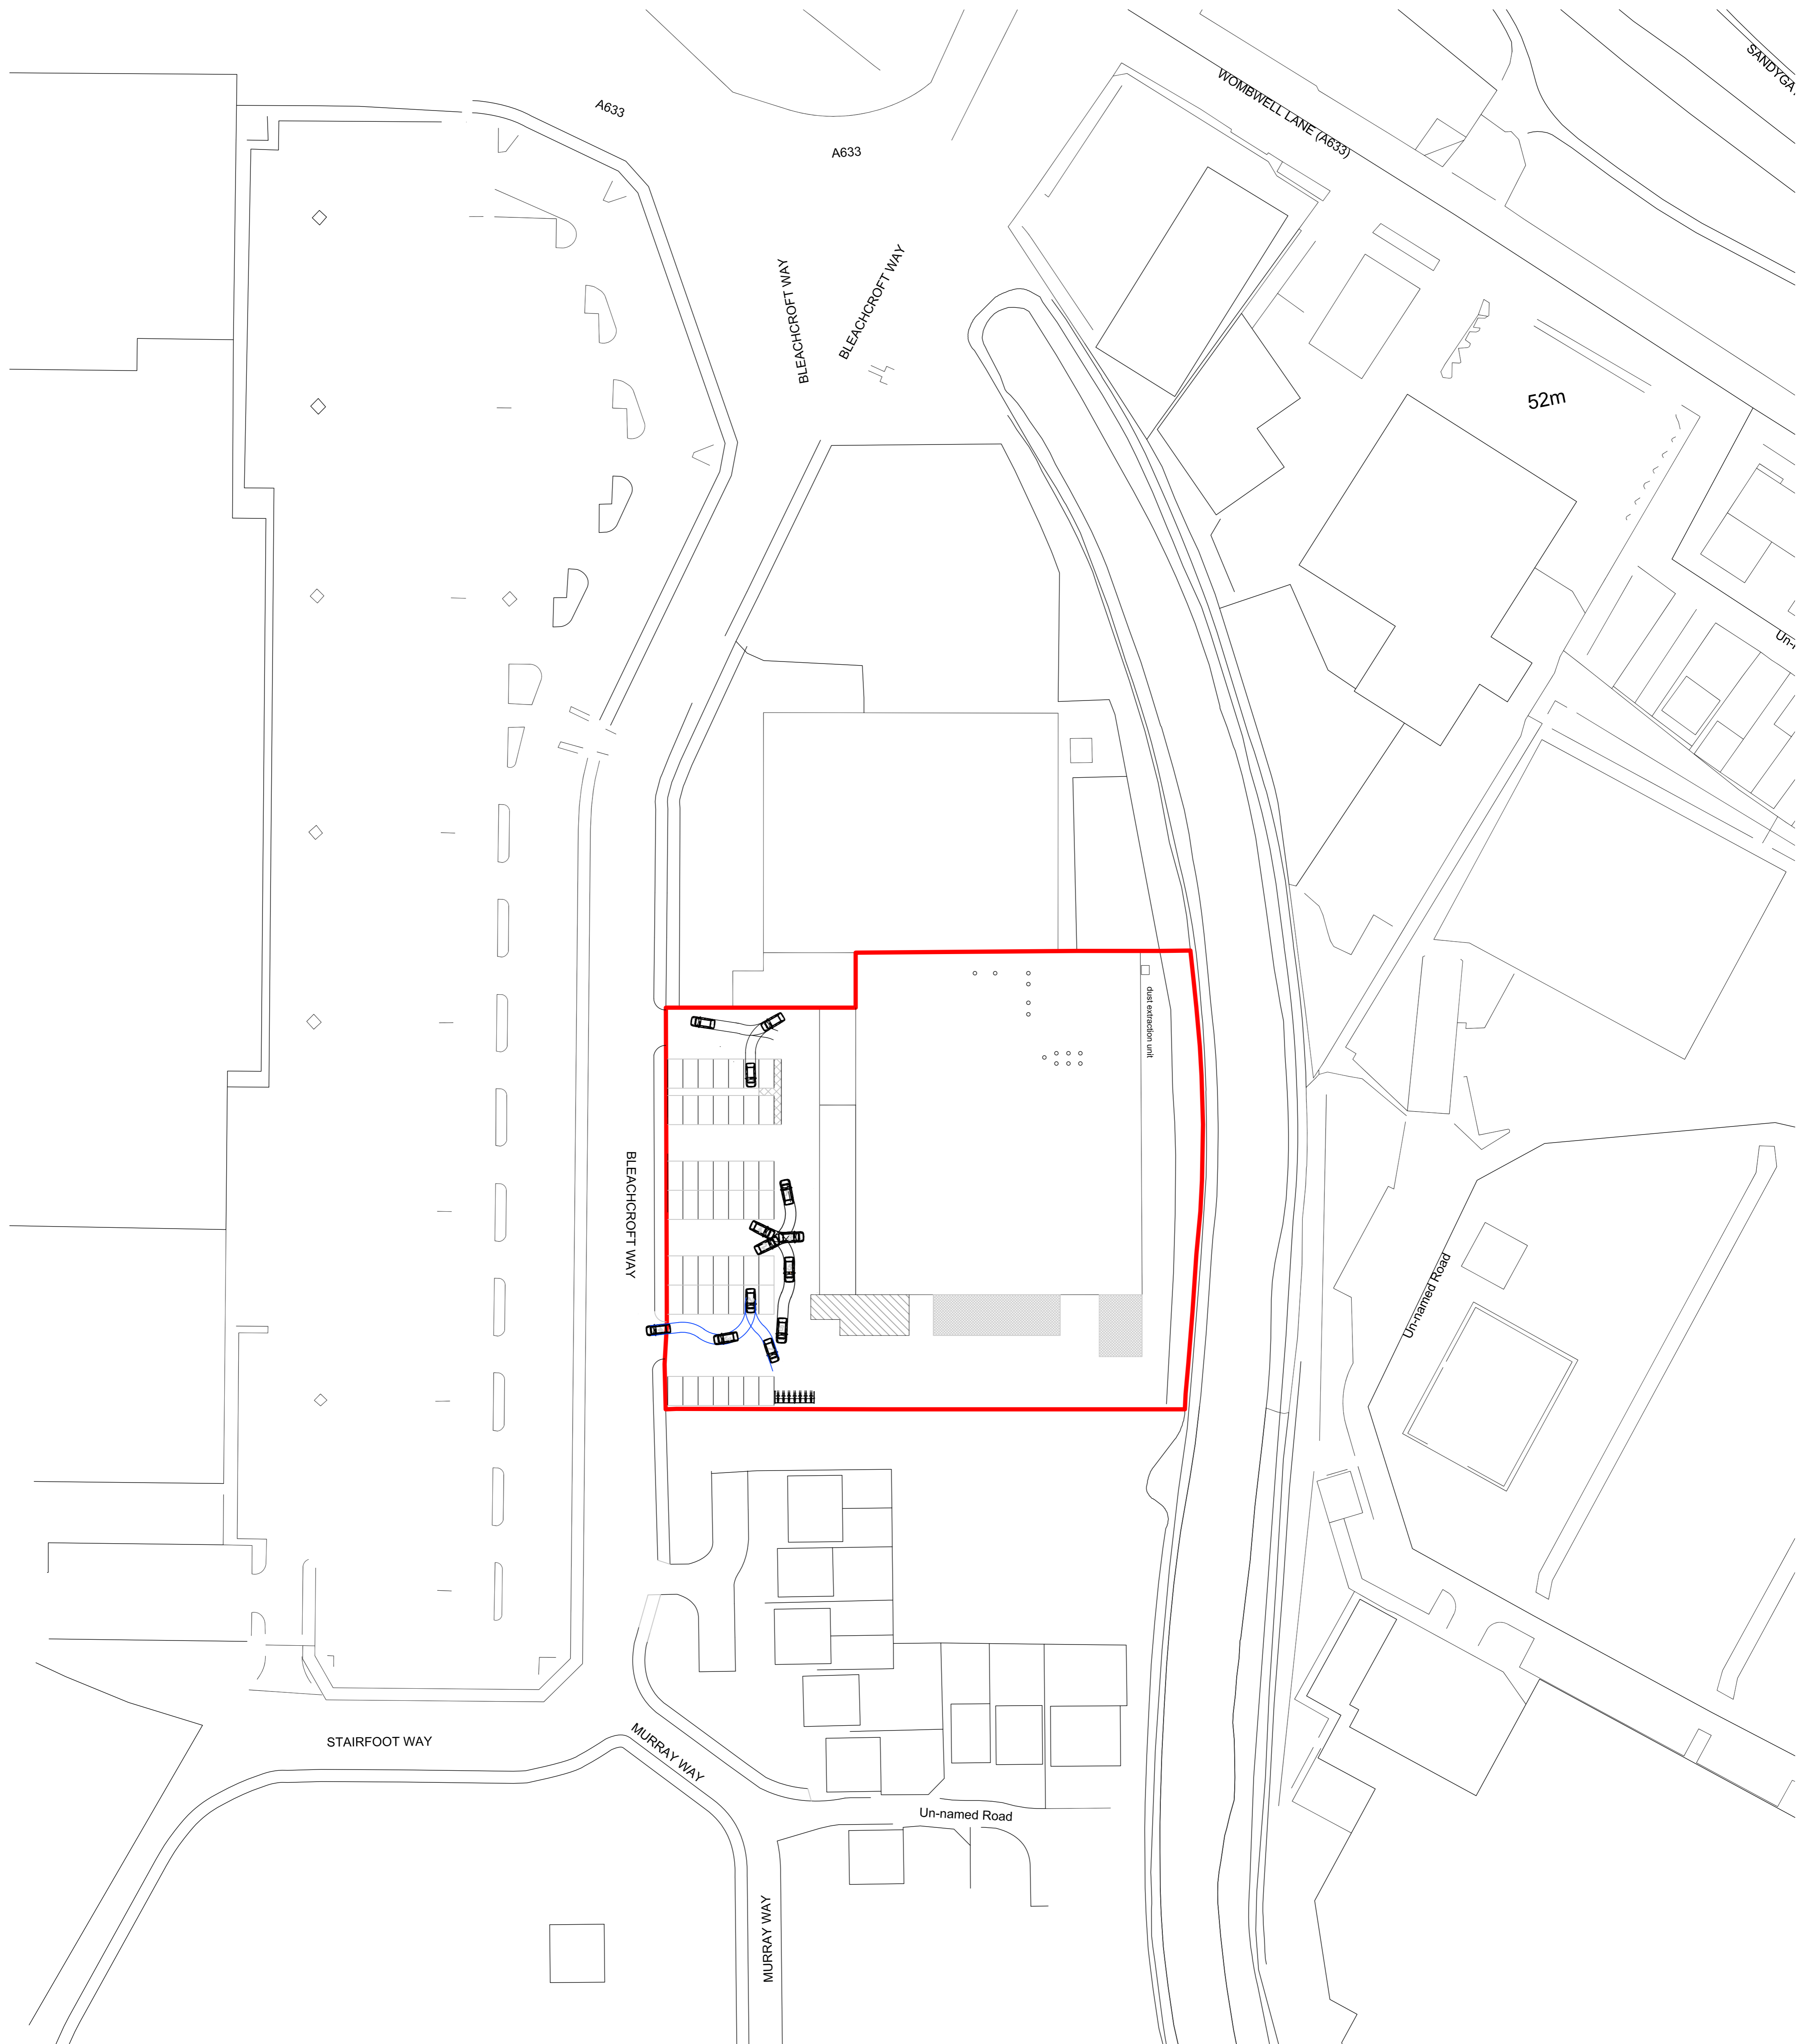 SANDYGA
WOMBWELL LANE (A633)
A633
A633
BLEACHCROFT WAY
BLEACHCROFT WAY
52m
Un-n
dust extraction unit
BLEACHCROFT WAY
Un-named Road
STAIRFOOT WAY
MURRAY WAY
Un-named Road
MURRAY WAY